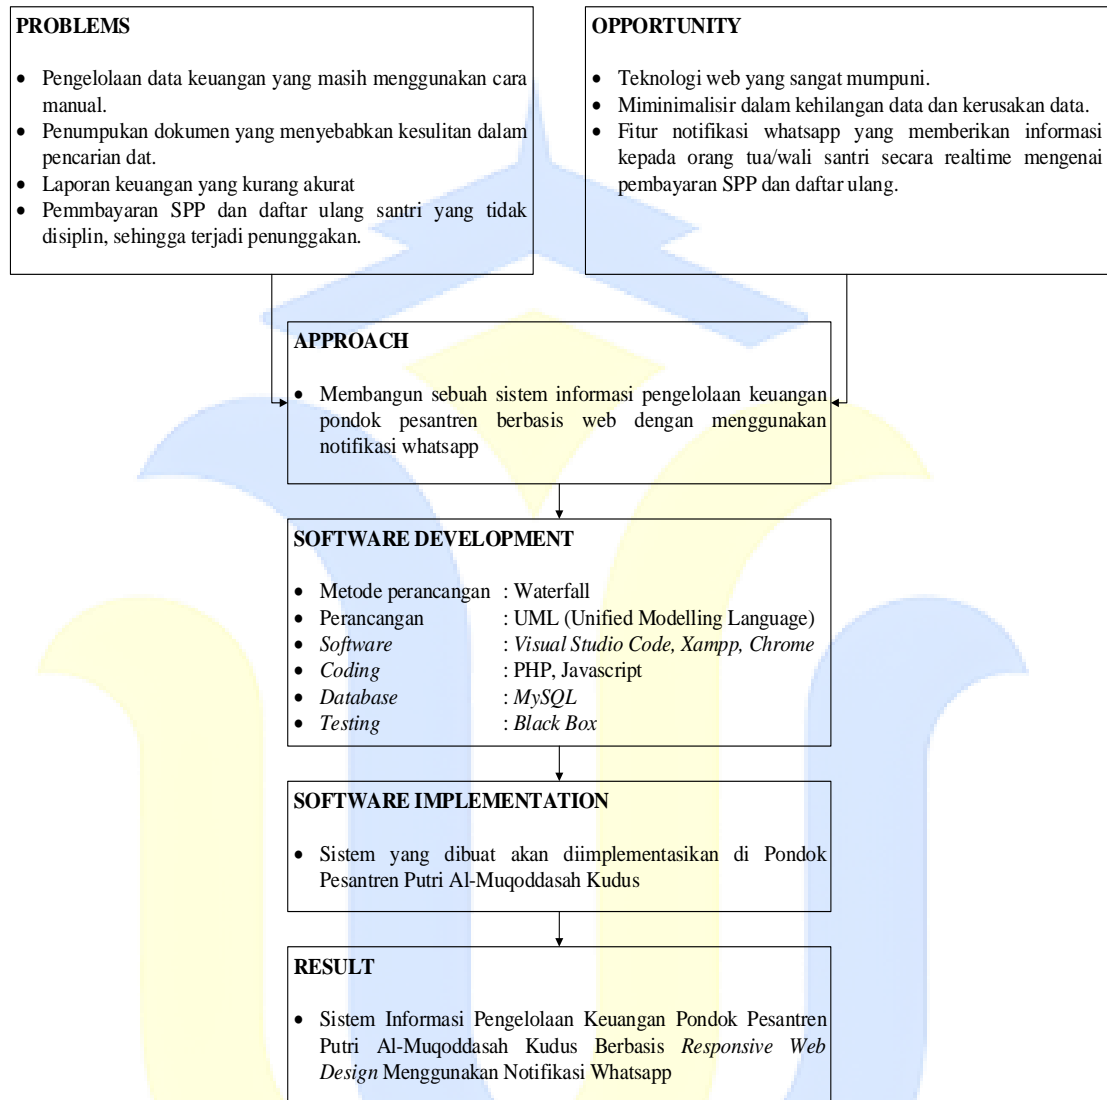 PROBLEMS
• Pengelolaan data keuangan yang masih menggunakan cara
manual.
• Penumpukan dokumen yang menyebabkan kesulitan dalam
pencarian dat.
• Laporan keuangan yang kurang akurat
• Pemmbayaran SPP dan daftar ulang santri yang tidak
disiplin, sehingga terjadi penunggakan.
OPPORTUNITY
• Teknologi web yang sangat mumpuni.
• Miminimalisir dalam kehilangan data dan kerusakan data.
• Fitur notifikasi whatsapp yang memberikan informasi
kepada orang tua/wali santri secara realtime mengenai
pembayaran SPP dan daftar ulang.
APPROACH
• Membangun sebuah sistem informasi pengelolaan keuangan
pondok pesantren berbasis web dengan menggunakan
notifikasi whatsapp
SOFTWARE DEVELOPMENT
• Metode perancangan : Waterfall
• Perancangan : UML (Unified Modelling Language)
• Software : Visual Studio Code, Xampp, Chrome
• Coding : PHP, Javascript
• Database : MySQL
• Testing : Black Box
SOFTWARE IMPLEMENTATION
• Sistem yang dibuat akan diimplementasikan di Pondok
Pesantren Putri Al-Muqoddasah Kudus
RESULT
• Sistem Informasi Pengelolaan Keuangan Pondok Pesantren
Putri Al-Muqoddasah Kudus Berbasis Responsive Web
Design Menggunakan Notifikasi Whatsapp